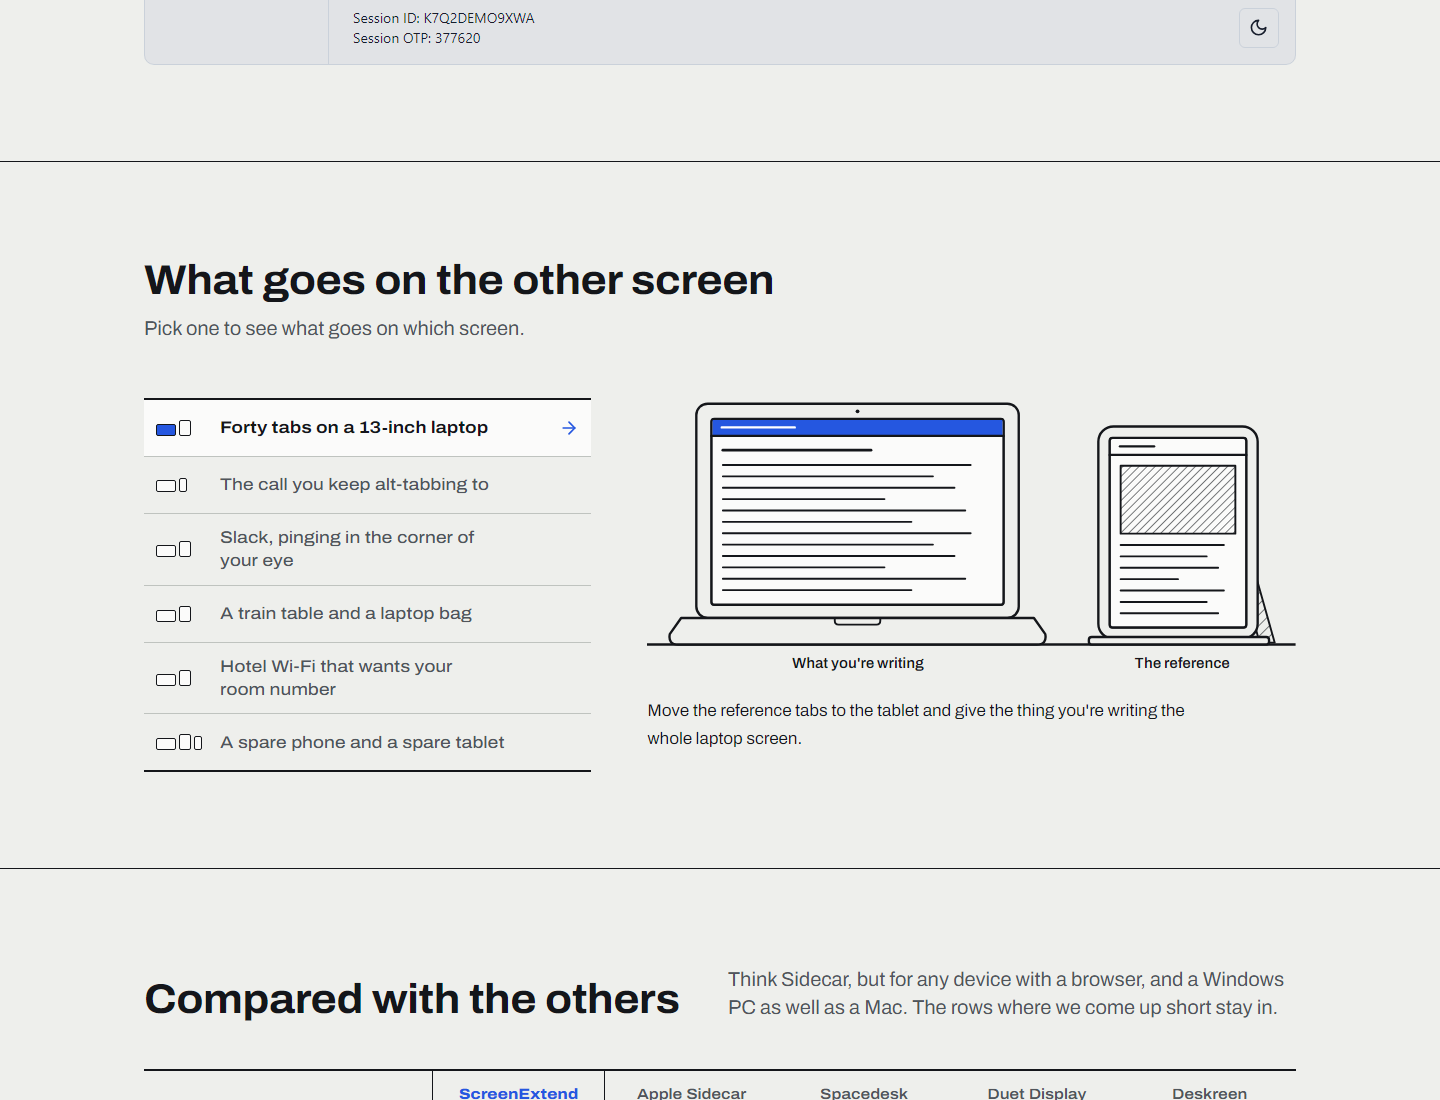 Session ID: K7Q2DEMO9XWA
Session OTP: 377620
What goes on the other screen
Pick one to see what goes on which screen.
Forty tabs on a 13-inch laptop
The call you keep alt-tabbing to
Slack, pinging in the corner of
your eye
A train table and a laptop bag
Hotel Wi-Fi that wants your
room number
A spare phone and a spare tablet
What you're writing
The reference
Move the reference tabs to the tablet and give the thing you're writing the
whole laptop screen.
Compared with the others
Think Sidecar, but for any device with a browser, and a Windows
PC as well as a Mac. The rows where we come up short stay in.
ScreenExtend
Apple Sidecar
Spacedesk
Duet Display
Deskreen